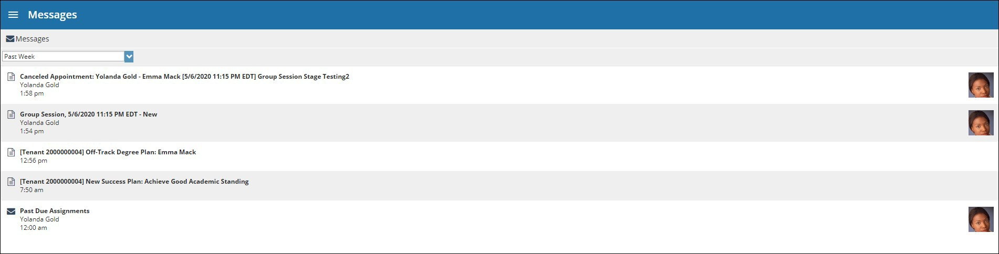 Messages
Messages
Past Week
Canceled Appointment: Yolanda Gold - Emma Mack [5/6/2020 11:15 PM EDT] Group Session Stage Testing2
Yolanda Gold
1:58 pm
Group Session, 5/6/2020 11:15 PM EDT - New
Yolanda Gold
1:54 pm
[Tenant 2000000004] Off-Track Degree Plan: Emma Mack
12:56 pm
[Tenant 2000000004] New Success Plan: Achieve Good Academic Standing
7:50 am
Past Due Assignments
Yolanda Gold
12:00 am